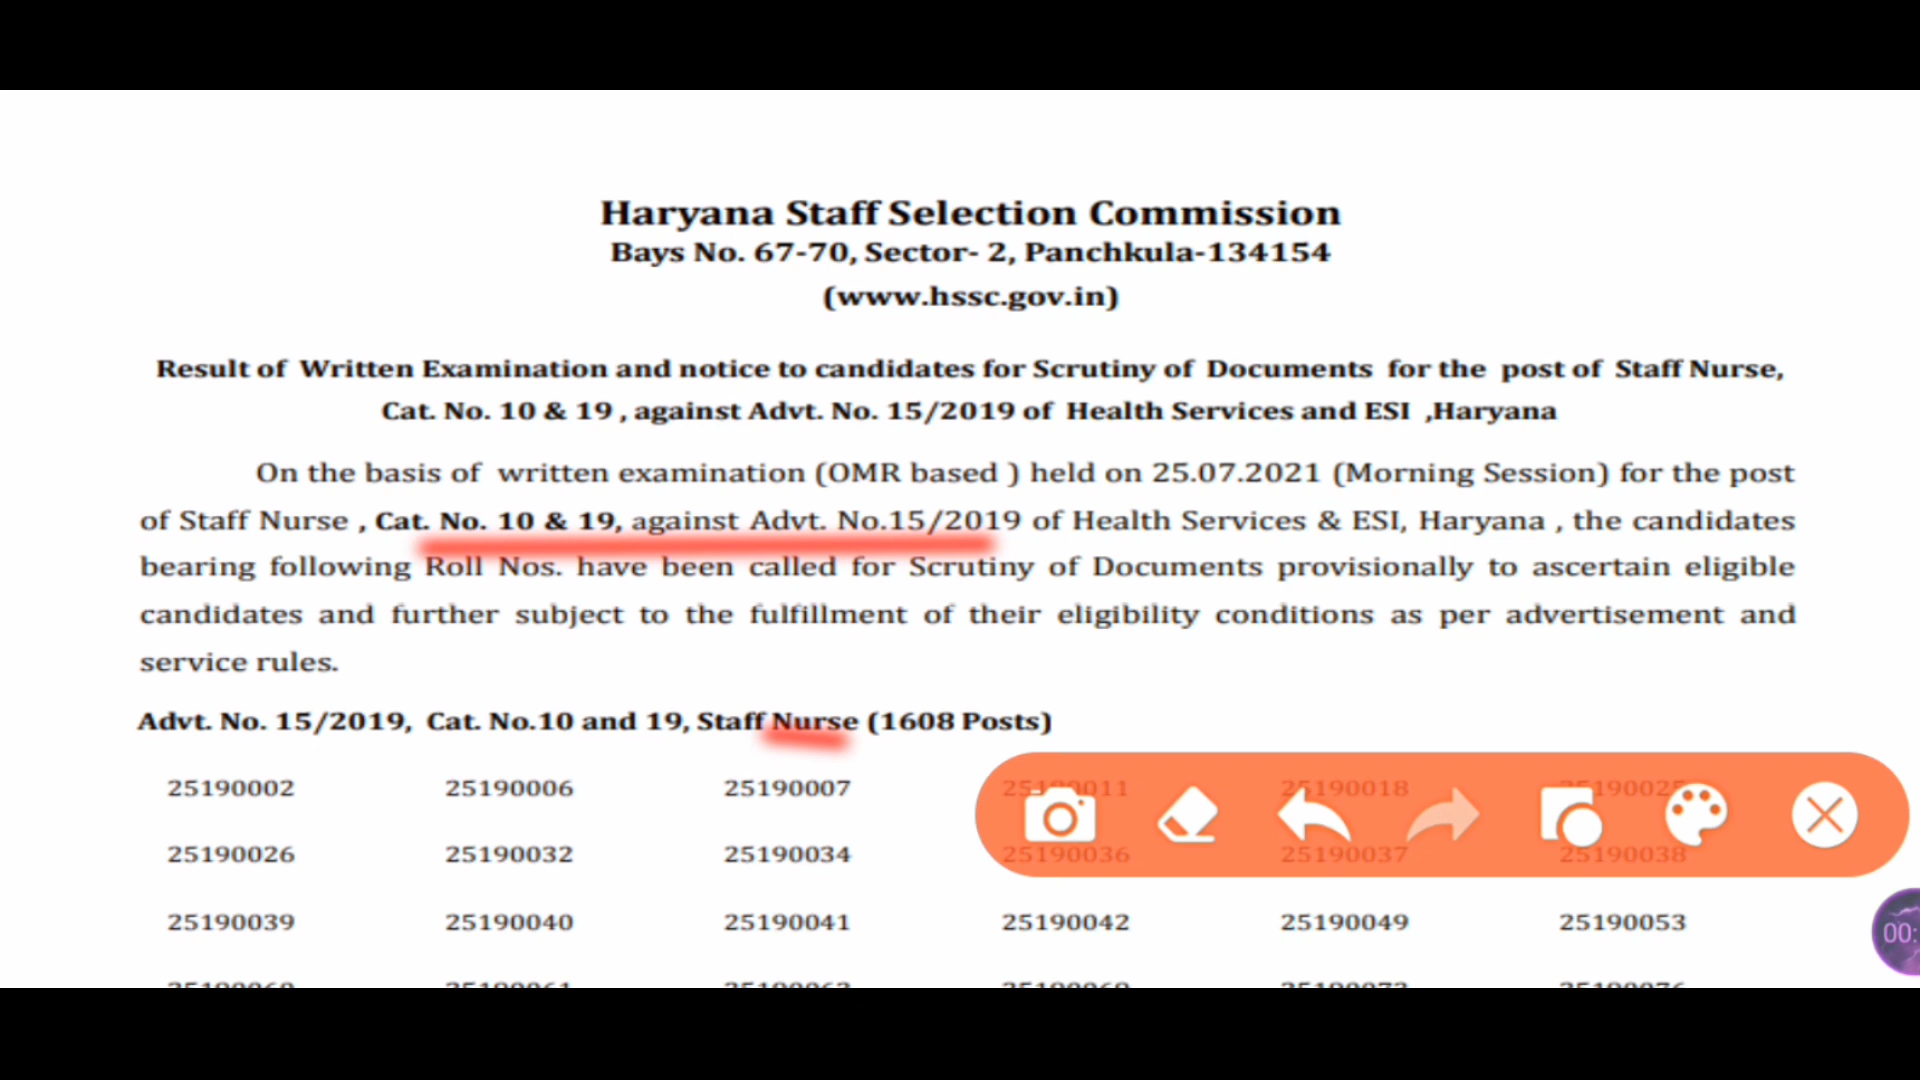 Haryana Staff Selection Commission
Bays No. 67-70, Sector- 2, Panchkula-134154
(www.hssc.gov.in)
Result of Written Examination and notice to candidates for Scrutiny of Documents for the post of Staff Nurse,
Cat. No. 10 & 19 , against Advt. No. 15/2019 of Health Services and ESI ,Haryana
On the basis of written examination (OMR based ) held on 25.07.2021 (Morning Session) for the post
of Staff Nurse , Cat. No. 10 & 19, against Advt. No.15/2019 of Health Services & ESI, Haryana , the candidates
bearing following Roll Nos. have been called for Scrutiny of Documents provisionally to ascertain eligible
candidates and further subject to the fulfillment of their eligibility conditions as per advertisement and
service rules.
Advt. No. 15/2019, Cat. No.10 and 19, Staff Nurse (1608 Posts)
25190002 25190006 25190007 25190018
25190026 25190032 25190034 25190036 25190037 25190038
25190039 25190040 25190041 25190042 25190049 25190053
00: